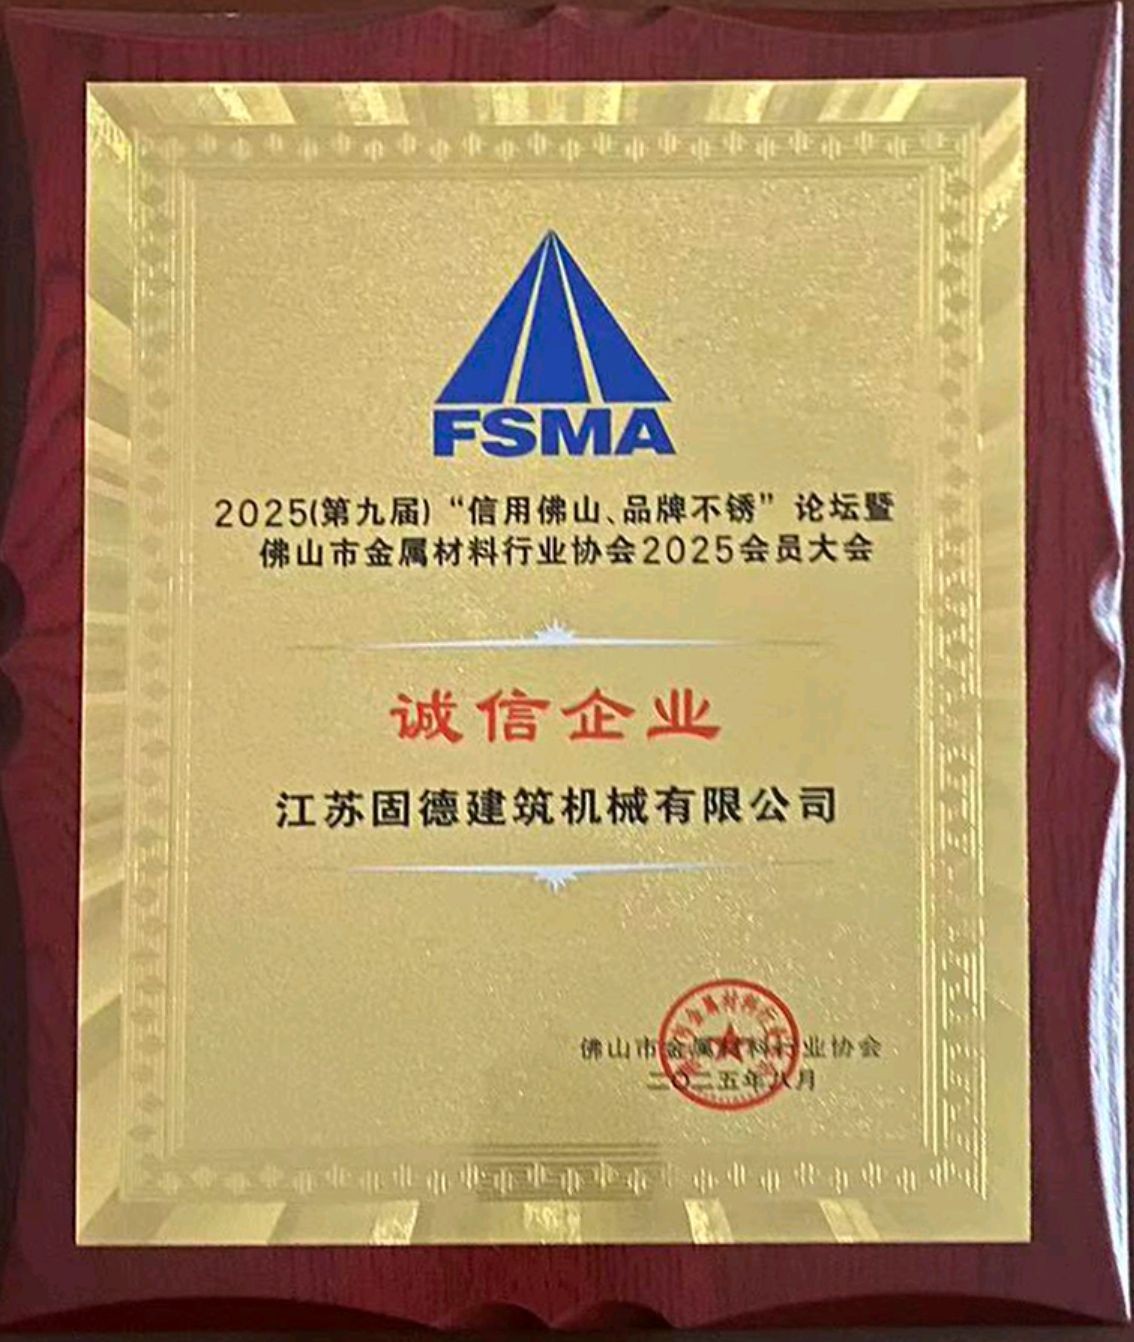 FSMA
2025(第九届)“信用佛山、品牌不锈”论坛暨
佛山市金属材料行业协会2025会员大会
诚信企业
江苏固德建筑机械有限公司
佛山市金属材料行业协会
二〇二五年八月